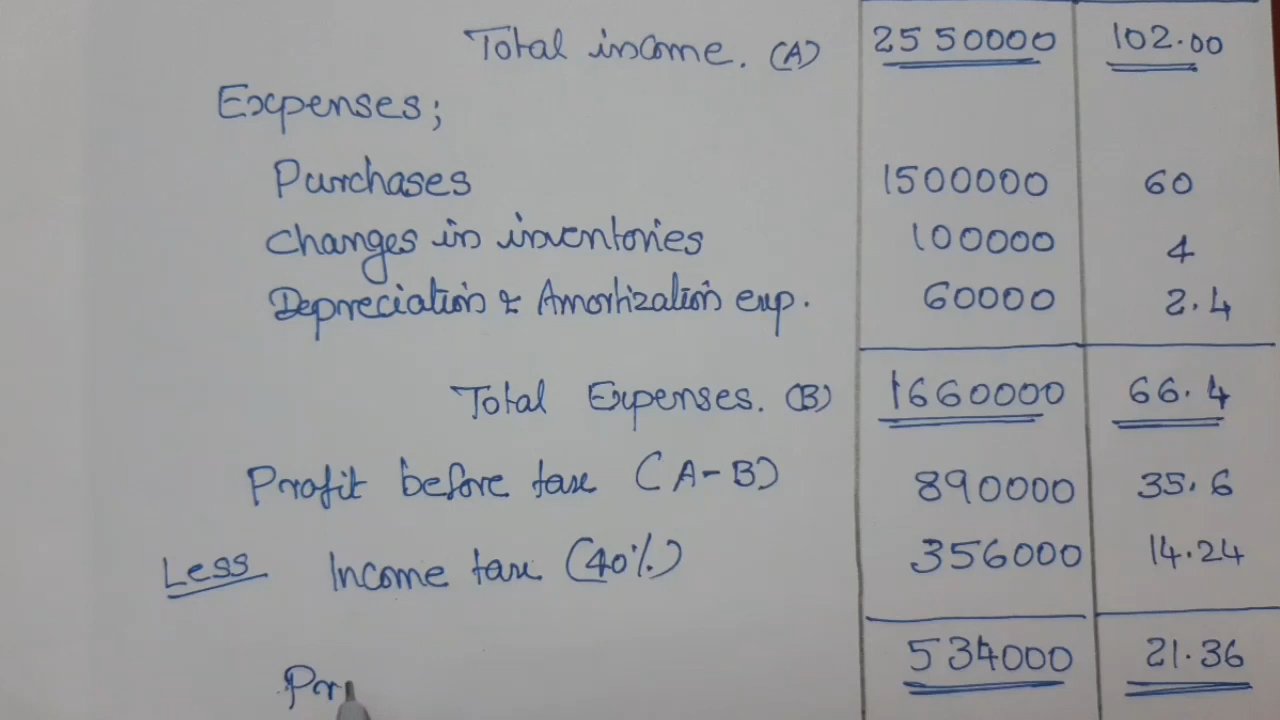 Total income. (A) 2550000 102.00
Expenses;
Purchases 1500000 60
Changes in inventories 100000 4
Depreciation & Amortization exp. 60000 2.4
Total Expenses. (B) 1660000 66.4
Profit before tax (A-B) 890000 35.6
Less Income tax (40%) 356000 14.24
534000 21.36
Pr